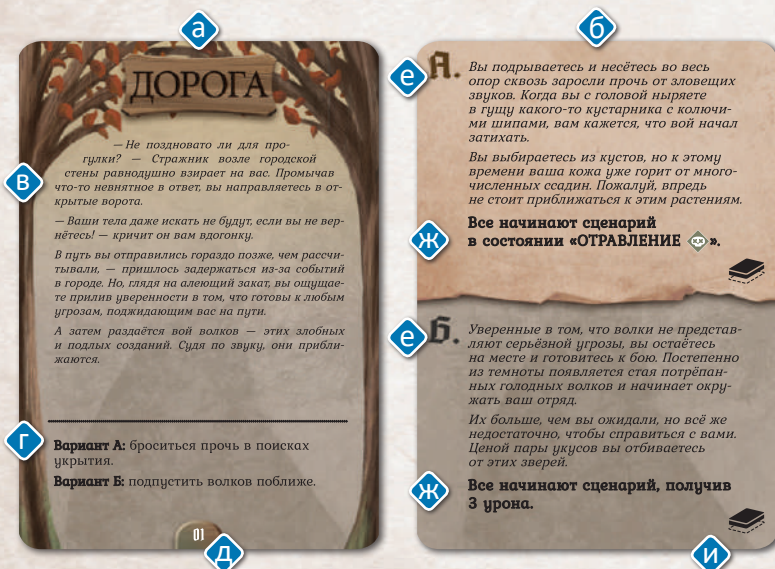 а
б
ДОРОГА
— Не поздновато ли для про-
гулки? — Стражник возле городской
стены равнодушно взирает на вас. Промычав
что-то невнятное в ответ, вы направляетесь в от-
крытые ворота.
— Ваши тела даже искать не будут, если вы не вер-
нётесь! — кричит он вам вдогонку.
В путь вы отправились гораздо позже, чем рассчи-
тывали, — пришлось задержаться из-за событий
в городе. Но, глядя на алеющий закат, вы ощущае-
те прилив уверенности в том, что готовы к любым
угрозам, поджидающим вас на пути.
А затем раздаётся вой волков — этих злобных
и подлых созданий. Судя по звуку, они прибли-
жаются.
в
г
Вариант А: броситься прочь в поисках
укрытия.
Вариант Б: подпустить волков поближе.
01
д
е
А.
Вы подрываетесь и несётесь во весь
опор сквозь заросли прочь от зловещих
звуков. Когда вы с головой ныряете
в гущу какого-то кустарника с колючи-
ми шипами, вам кажется, что вой начал
затихать.
Вы выбираетесь из кустов, но к этому
времени ваша кожа уже горит от много-
численных ссадин. Пожалуй, впредь
не стоит приближаться к этим растениям.
ж
Все начинают сценарий
в состоянии «ОТРАВЛЕНИЕ ».
е
Б.
Уверенные в том, что волки не представ-
ляют серьёзной угрозы, вы остаётесь
на месте и готовитесь к бою. Постепенно
из темноты появляется стая потрёпан-
ных голодных волков и начинает окру-
жать ваш отряд.
Их больше, чем вы ожидали, но всё же
недостаточно, чтобы справиться с вами.
Ценой пары укусов вы отбиваетесь
от этих зверей.
ж
Все начинают сценарий, получив
3 урона.
и